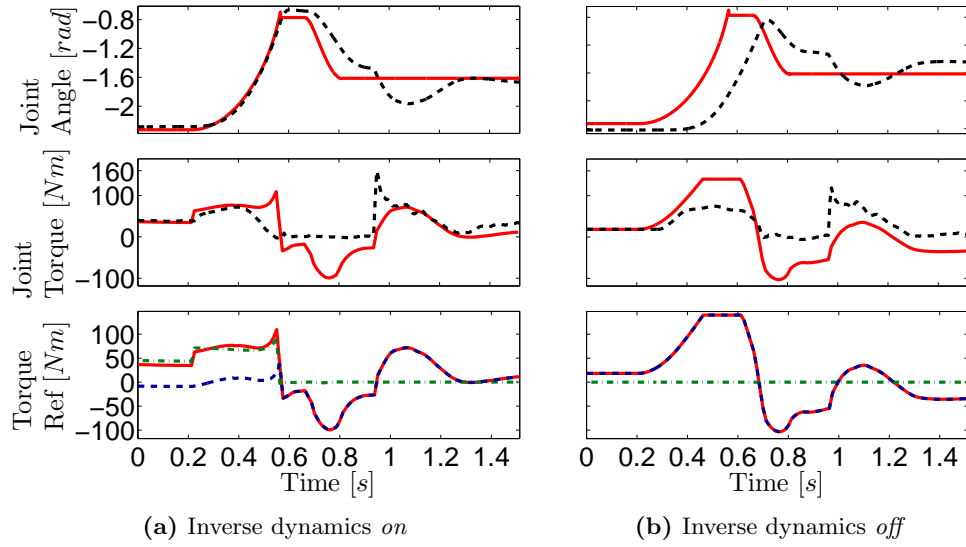 Joint
Angle [rad]
−0.8
−1.6
−2
Joint
Torque [Nm]
160
100
0
−100
Torque
Ref [Nm]
100
50
0
−50
−100
0 0.2 0.4 0.6 0.8 1 1.2 1.4
0 0.2 0.4 0.6 0.8 1 1.2 1.4
Time [s]
Time [s]
(a) Inverse dynamics on
(b) Inverse dynamics off